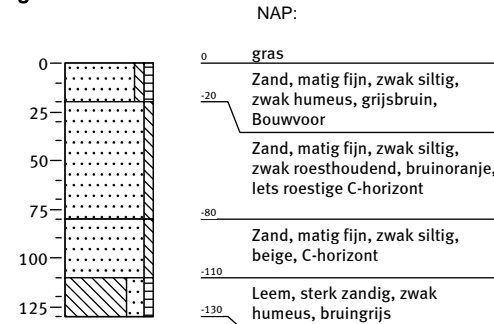 NAP:
0
gras
0
Zand, matig fijn, zwak siltig,
-20
zwak humeus, grijsbruin,
25
Bouwvoor
Zand, matig fijn, zwak siltig,
50
zwak roesthoudend, bruinoranje,
Iets roestige C-horizont
75
-80
Zand, matig fijn, zwak siltig,
100
beige, C-horizont
-110
Leem, sterk zandig, zwak
125
-130
humeus, bruingrijs